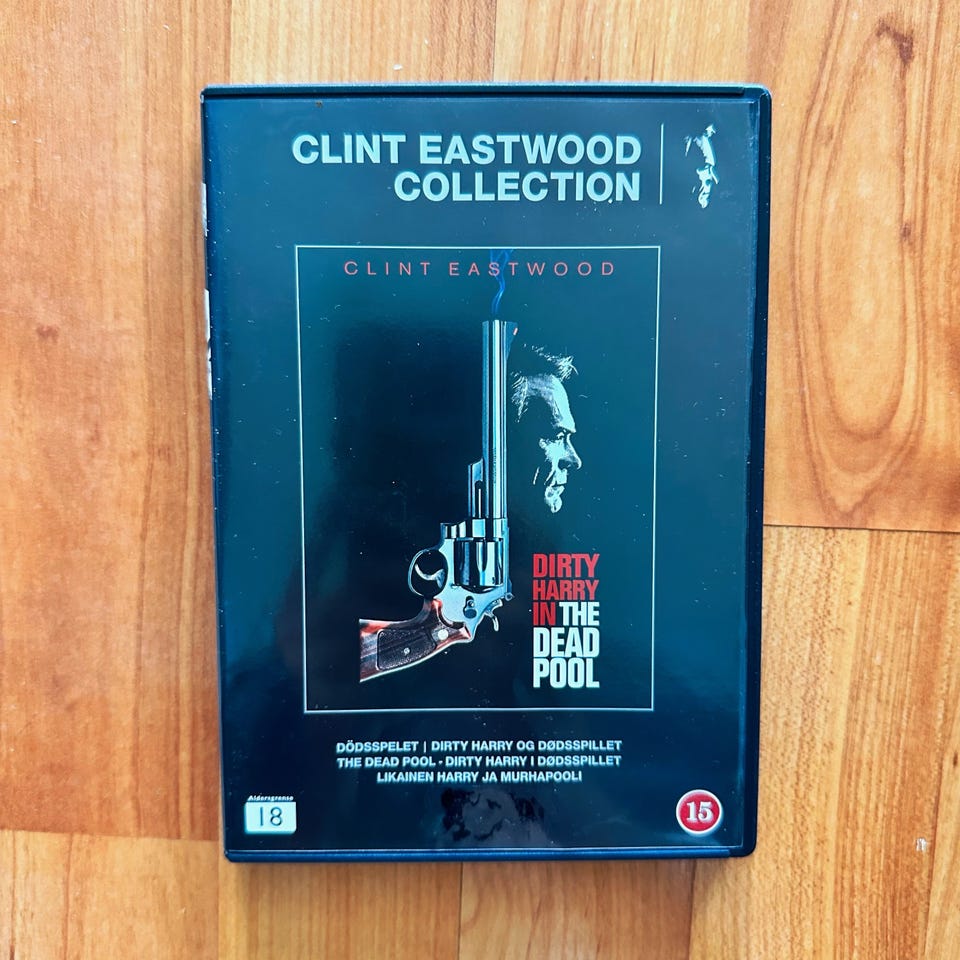 CLINT EASTWOOD
COLLECTION
CLINT EASTWOOD
DIRTY
HARRY
IN THE
DEAD
POOL
DÖDSSPELET | DIRTY HARRY OG DØDSSPILLET
THE DEAD POOL - DIRTY HARRY I DØDSSPILLET
LIKAINEN HARRY JA MURHAPOOLI
Aldersgrense
18
15